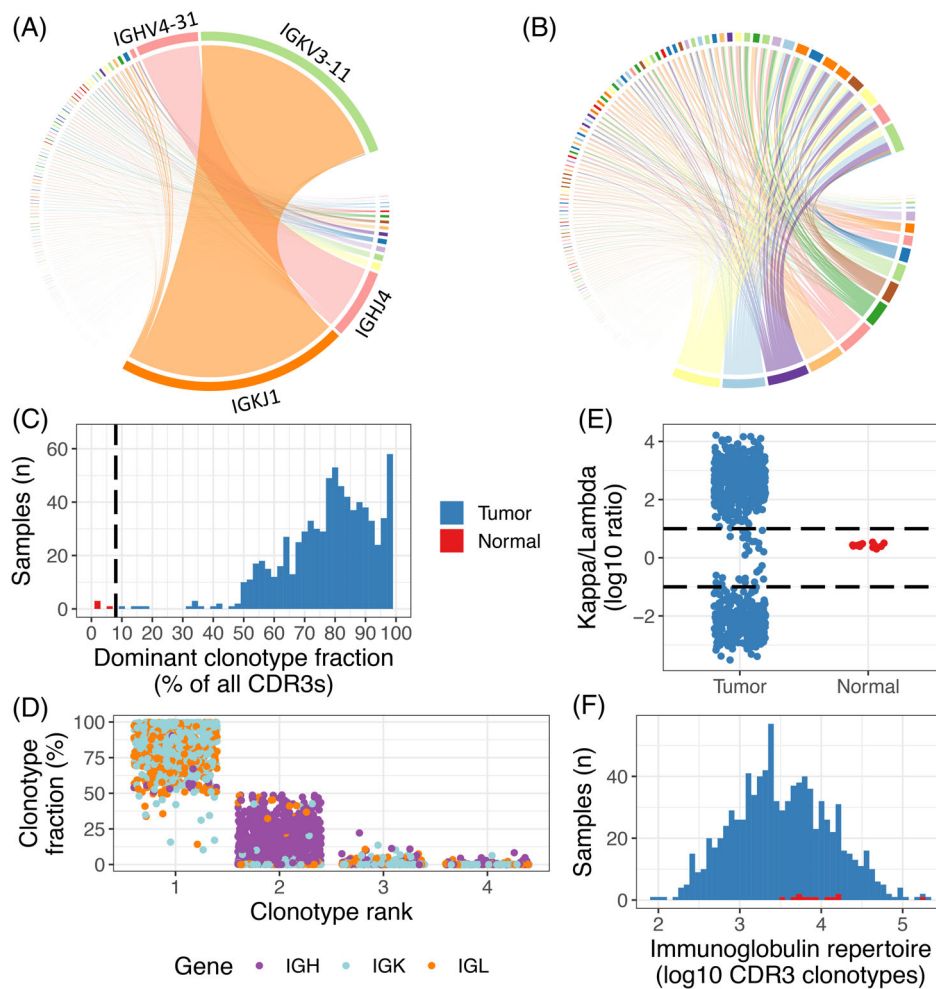 (A)
(B)
IGHV4-31
IGKV3-11
IGHJ4
IGKJ1
(C)
60
40
20
0
Samples (n)
0 10 20 30 40 50 60 70 80 90 100
Dominant clonotype fraction
(% of all CDR3s)
Tumor
Normal
(E)
4
2
0
−2
Kappa/Lambda
(log10 ratio)
Tumor Normal
(D)
100
75
50
25
0
Clonotype
fraction (%)
1 2 3 4
Clonotype rank
Gene IGH IGK IGL
(F)
40
20
0
Samples (n)
2 3 4 5
Immunoglobulin repertoire
(log10 CDR3 clonotypes)